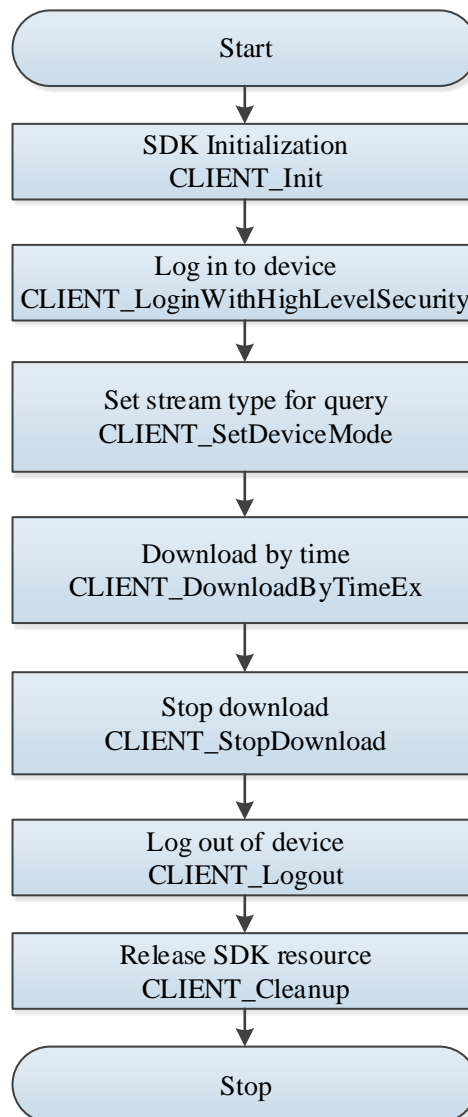 Start
SDK Initialization
CLIENT_Init
Log in to device
CLIENT_LoginWithHighLevelSecurity
Set stream type for query
CLIENT_SetDeviceMode
Download by time
CLIENT_DownloadByTimeEx
Stop download
CLIENT_StopDownload
Log out of device
CLIENT_Logout
Release SDK resource
CLIENT_Cleanup
Stop